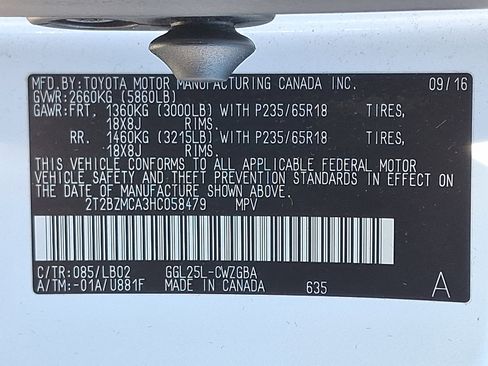 MFD.BY:TOYOTA MOTOR MANUFACTURING CANADA INC. 09/16
GVWR:2660KG (5860LB)
GAWR:FRT. 1360KG (3000LB) WITH P235/65R18 TIRES,
18X8J RIMS.
RR. 1460KG (3215LB) WITH P235/65R18 TIRES,
18X8J RIMS.
THIS VEHICLE CONFORMS TO ALL APPLICABLE FEDERAL MOTOR
VEHICLE SAFETY AND THEFT PREVENTION STANDARDS IN EFFECT ON
THE DATE OF MANUFACTURE SHOWN ABOVE.
2T2BZMCA3HC058479 MPV
C/TR:085/LB02 GGL25L-CWZGBA
A/TM:-01A/U881F MADE IN CANADA 635 A